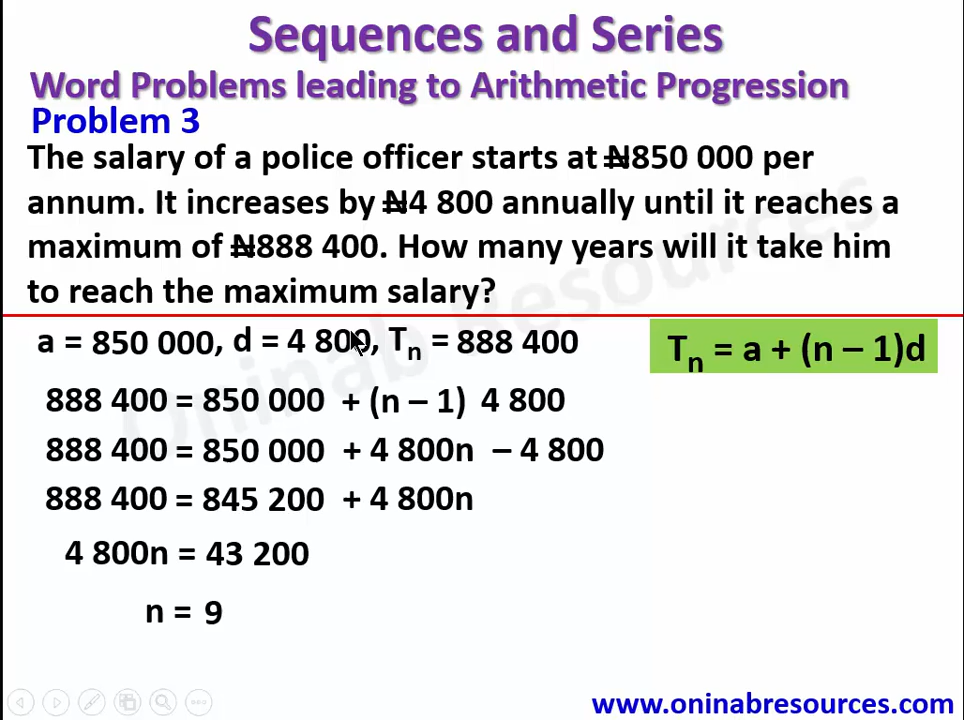 Sequences and Series
Word Problems leading to Arithmetic Progression
Problem 3
The salary of a police officer starts at ₦850 000 per
annum. It increases by ₦4 800 annually until it reaches a
maximum of ₦888 400. How many years will it take him
to reach the maximum salary?
a = 850 000, d = 4 800, Tₙ = 888 400
Tₙ = a + (n – 1)d
888 400 = 850 000 + (n – 1) 4 800
888 400 = 850 000 + 4 800n – 4 800
888 400 = 845 200 + 4 800n
4 800n = 43 200
n = 9
Oninab Resources
www.oninabresources.com